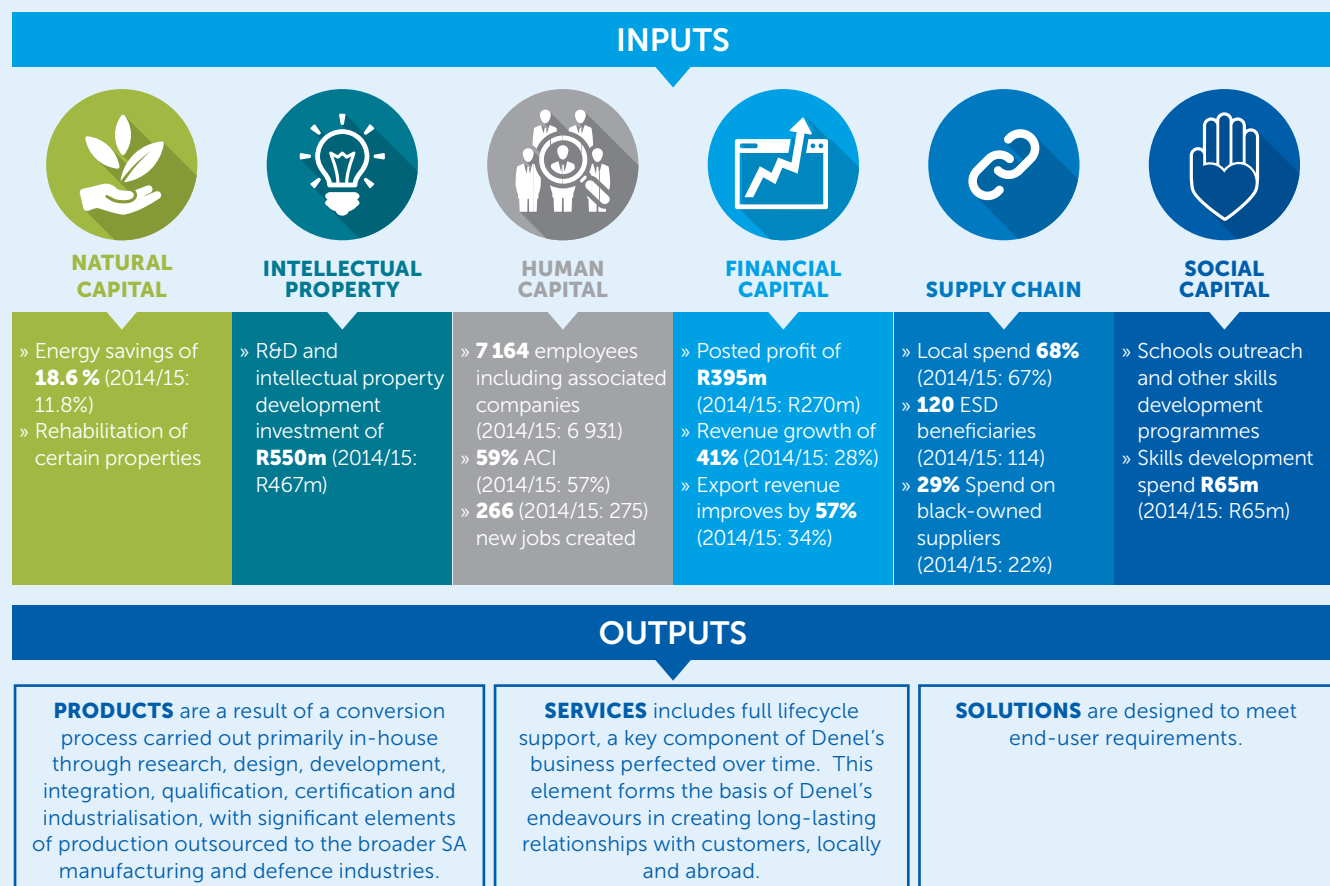 INPUTS
NATURAL
CAPITAL
» Energy savings of
18.6 % (2014/15:
11.8%)
» Rehabilitation of
certain properties
INTELLECTUAL
PROPERTY
» R&D and
intellectual property
development
investment of
R550m (2014/15:
R467m)
HUMAN
CAPITAL
» 7 164 employees
including associated
companies
(2014/15: 6 931)
» 59% ACI
(2014/15: 57%)
» 266 (2014/15: 275)
new jobs created
FINANCIAL
CAPITAL
» Posted profit of
R395m
(2014/15: R270m)
» Revenue growth of
41% (2014/15: 28%)
» Export revenue
improves by 57%
(2014/15: 34%)
SUPPLY CHAIN
» Local spend 68%
(2014/15: 67%)
» 120 ESD
beneficiaries
(2014/15: 114)
» 29% Spend on
black-owned
suppliers
(2014/15: 22%)
SOCIAL
CAPITAL
» Schools outreach
and other skills
development
programmes
» Skills development
spend R65m
(2014/15: R65m)
OUTPUTS
PRODUCTS are a result of a conversion
process carried out primarily in-house
through research, design, development,
integration, qualification, certification and
industrialisation, with significant elements
of production outsourced to the broader SA
manufacturing and defence industries.
SERVICES includes full lifecycle
support, a key component of Denel's
business perfected over time. This
element forms the basis of Denel's
endeavours in creating long-lasting
relationships with customers, locally
and abroad.
SOLUTIONS are designed to meet
end-user requirements.